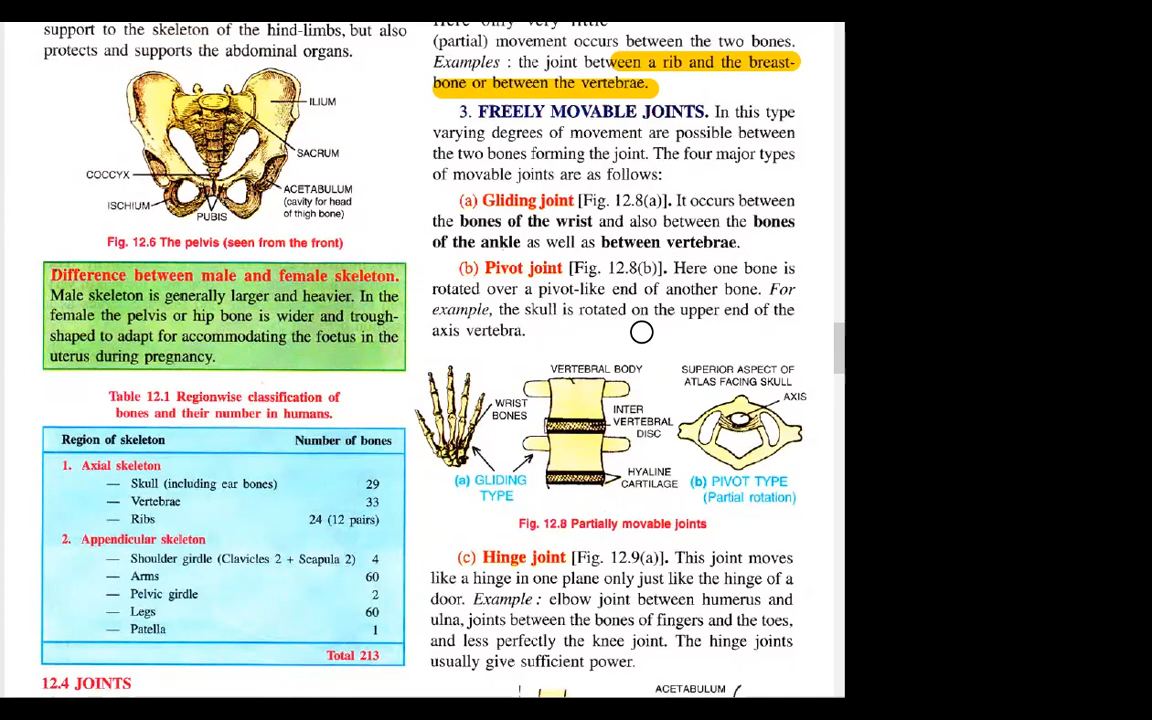 support to the skeleton of the hind-limbs, but also
protects and supports the abdominal organs.
ILIUM
SACRUM
COCCYX
ACETABULUM
(cavity for head
of thigh bone)
ISCHIUM
PUBIS
Fig. 12.6 The pelvis (seen from the front)
Difference between male and female skeleton.
Male skeleton is generally larger and heavier. In the
female the pelvis or hip bone is wider and trough-
shaped to adapt for accommodating the foetus in the
uterus during pregnancy.
Table 12.1 Regionwise classification of
bones and their number in humans.
Region of skeleton Number of bones
1. Axial skeleton
— Skull (including ear bones) 29
— Vertebrae 33
— Ribs 24 (12 pairs)
2. Appendicular skeleton
— Shoulder girdle (Clavicles 2 + Scapula 2) 4
— Arms 60
— Pelvic girdle 2
— Legs 60
— Patella 1
Total 213
12.4 JOINTS
Here only very little
(partial) movement occurs between the two bones.
Examples : the joint between a rib and the breast-
bone or between the vertebrae.
3. FREELY MOVABLE JOINTS. In this type
varying degrees of movement are possible between
the two bones forming the joint. The four major types
of movable joints are as follows:
(a) Gliding joint [Fig. 12.8(a)]. It occurs between
the bones of the wrist and also between the bones
of the ankle as well as between vertebrae.
(b) Pivot joint [Fig. 12.8(b)]. Here one bone is
rotated over a pivot-like end of another bone. For
example, the skull is rotated on the upper end of the
axis vertebra.
VERTEBRAL BODY
SUPERIOR ASPECT OF
ATLAS FACING SKULL
AXIS
WRIST
BONES
INTER
VERTEBRAL
DISC
HYALINE
CARTILAGE
(a) GLIDING
TYPE
(b) PIVOT TYPE
(Partial rotation)
Fig. 12.8 Partially movable joints
(c) Hinge joint [Fig. 12.9(a)]. This joint moves
like a hinge in one plane only just like the hinge of a
door. Example : elbow joint between humerus and
ulna, joints between the bones of fingers and the toes,
and less perfectly the knee joint. The hinge joints
usually give sufficient power.
ACETABULUM